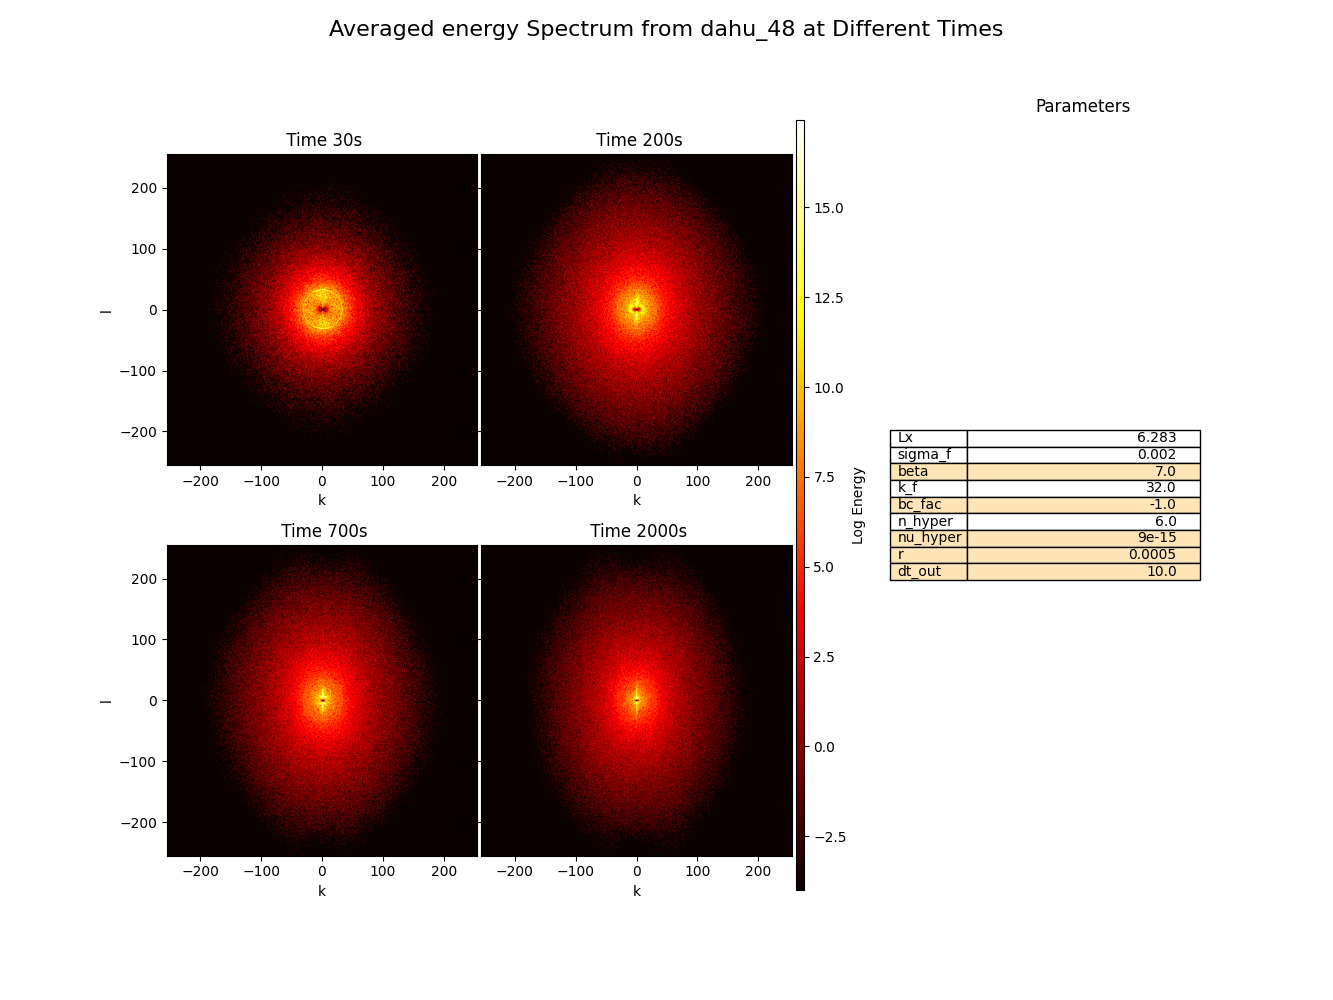 Averaged energy Spectrum from dahu_48 at Different Times
Parameters
Time 30s
Time 200s
200
100
0
−100
−200
l
−200 −100 0 100 200
k
−200 −100 0 100 200
k
Time 700s
Time 2000s
200
100
0
−100
−200
l
−200 −100 0 100 200
k
−200 −100 0 100 200
k
15.0
12.5
10.0
7.5
5.0
2.5
0.0
−2.5
Log Energy
Lx 6.283
sigma_f 0.002
beta 7.0
k_f 32.0
bc_fac -1.0
n_hyper 6.0
nu_hyper 9e-15
r 0.0005
dt_out 10.0